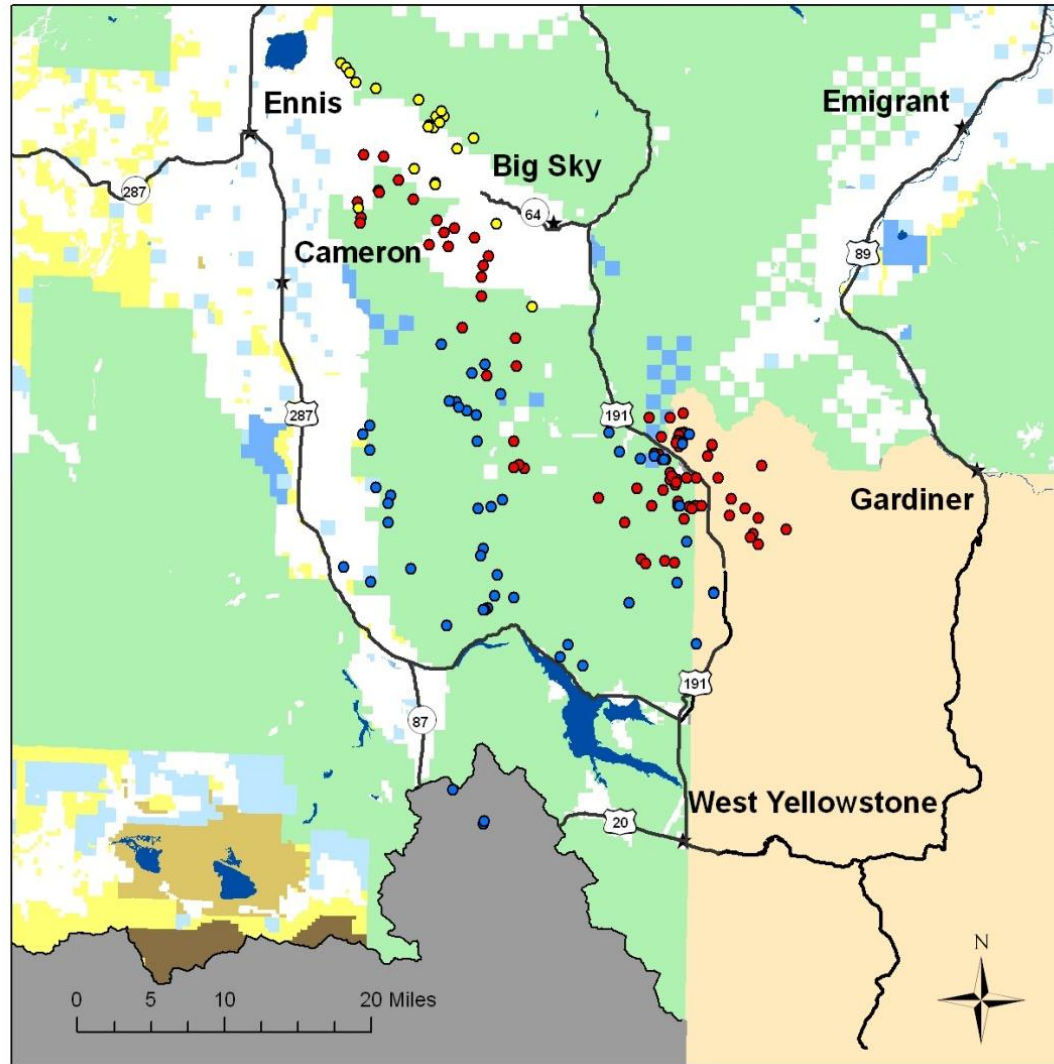 Ennis
Emigrant
Big Sky
287
64
Cameron
89
287
191
Gardiner
191
87
West Yellowstone
20
N
0 5 10 20 Miles